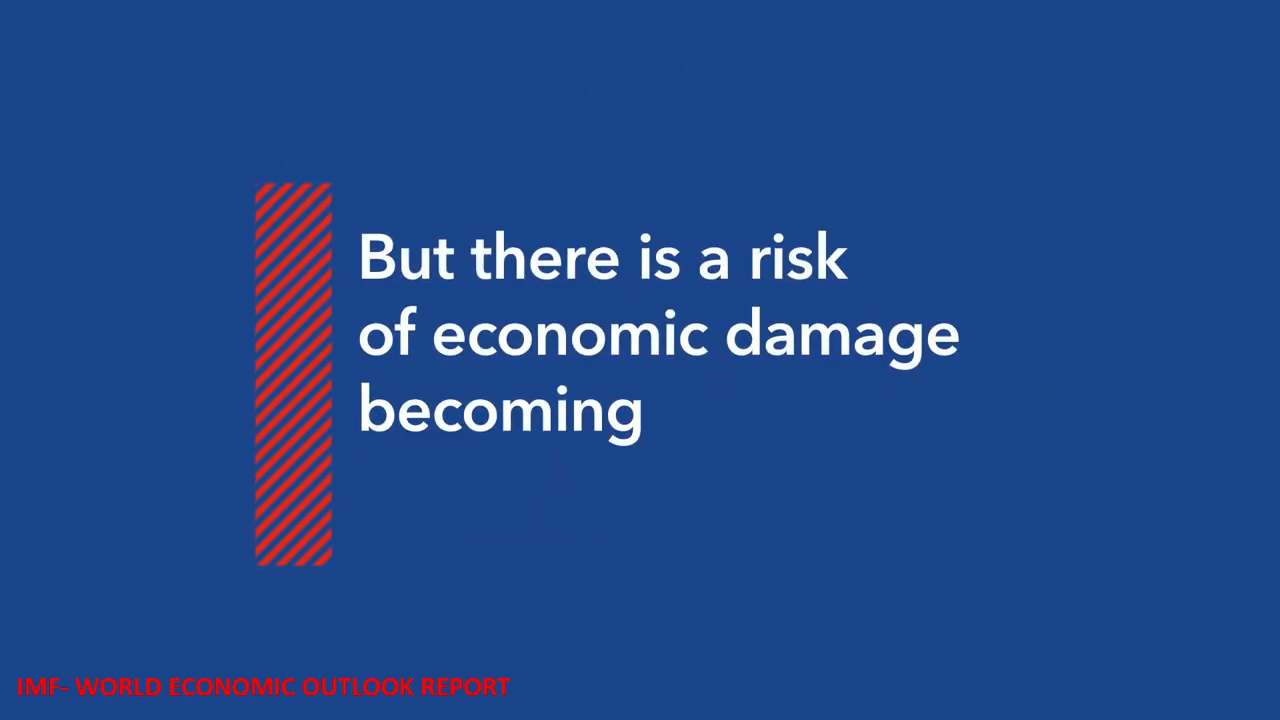 But there is a risk
of economic damage
becoming
IMF- WORLD ECONOMIC OUTLOOK REPORT